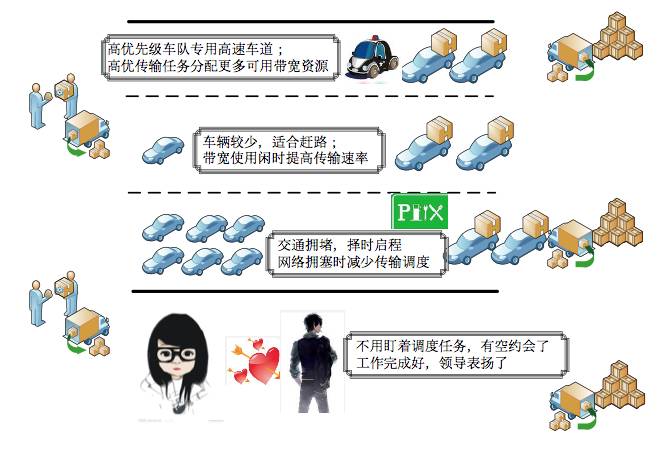 高优先级车队专用高速车道；
高优传输任务分配更多可用带宽资源
车辆较少，适合赶路；
带宽使用闲时提高传输速率
交通拥堵，择时启程
网络拥塞时减少传输调度
不用盯着调度任务，有空约会了
工作完成好，领导表扬了